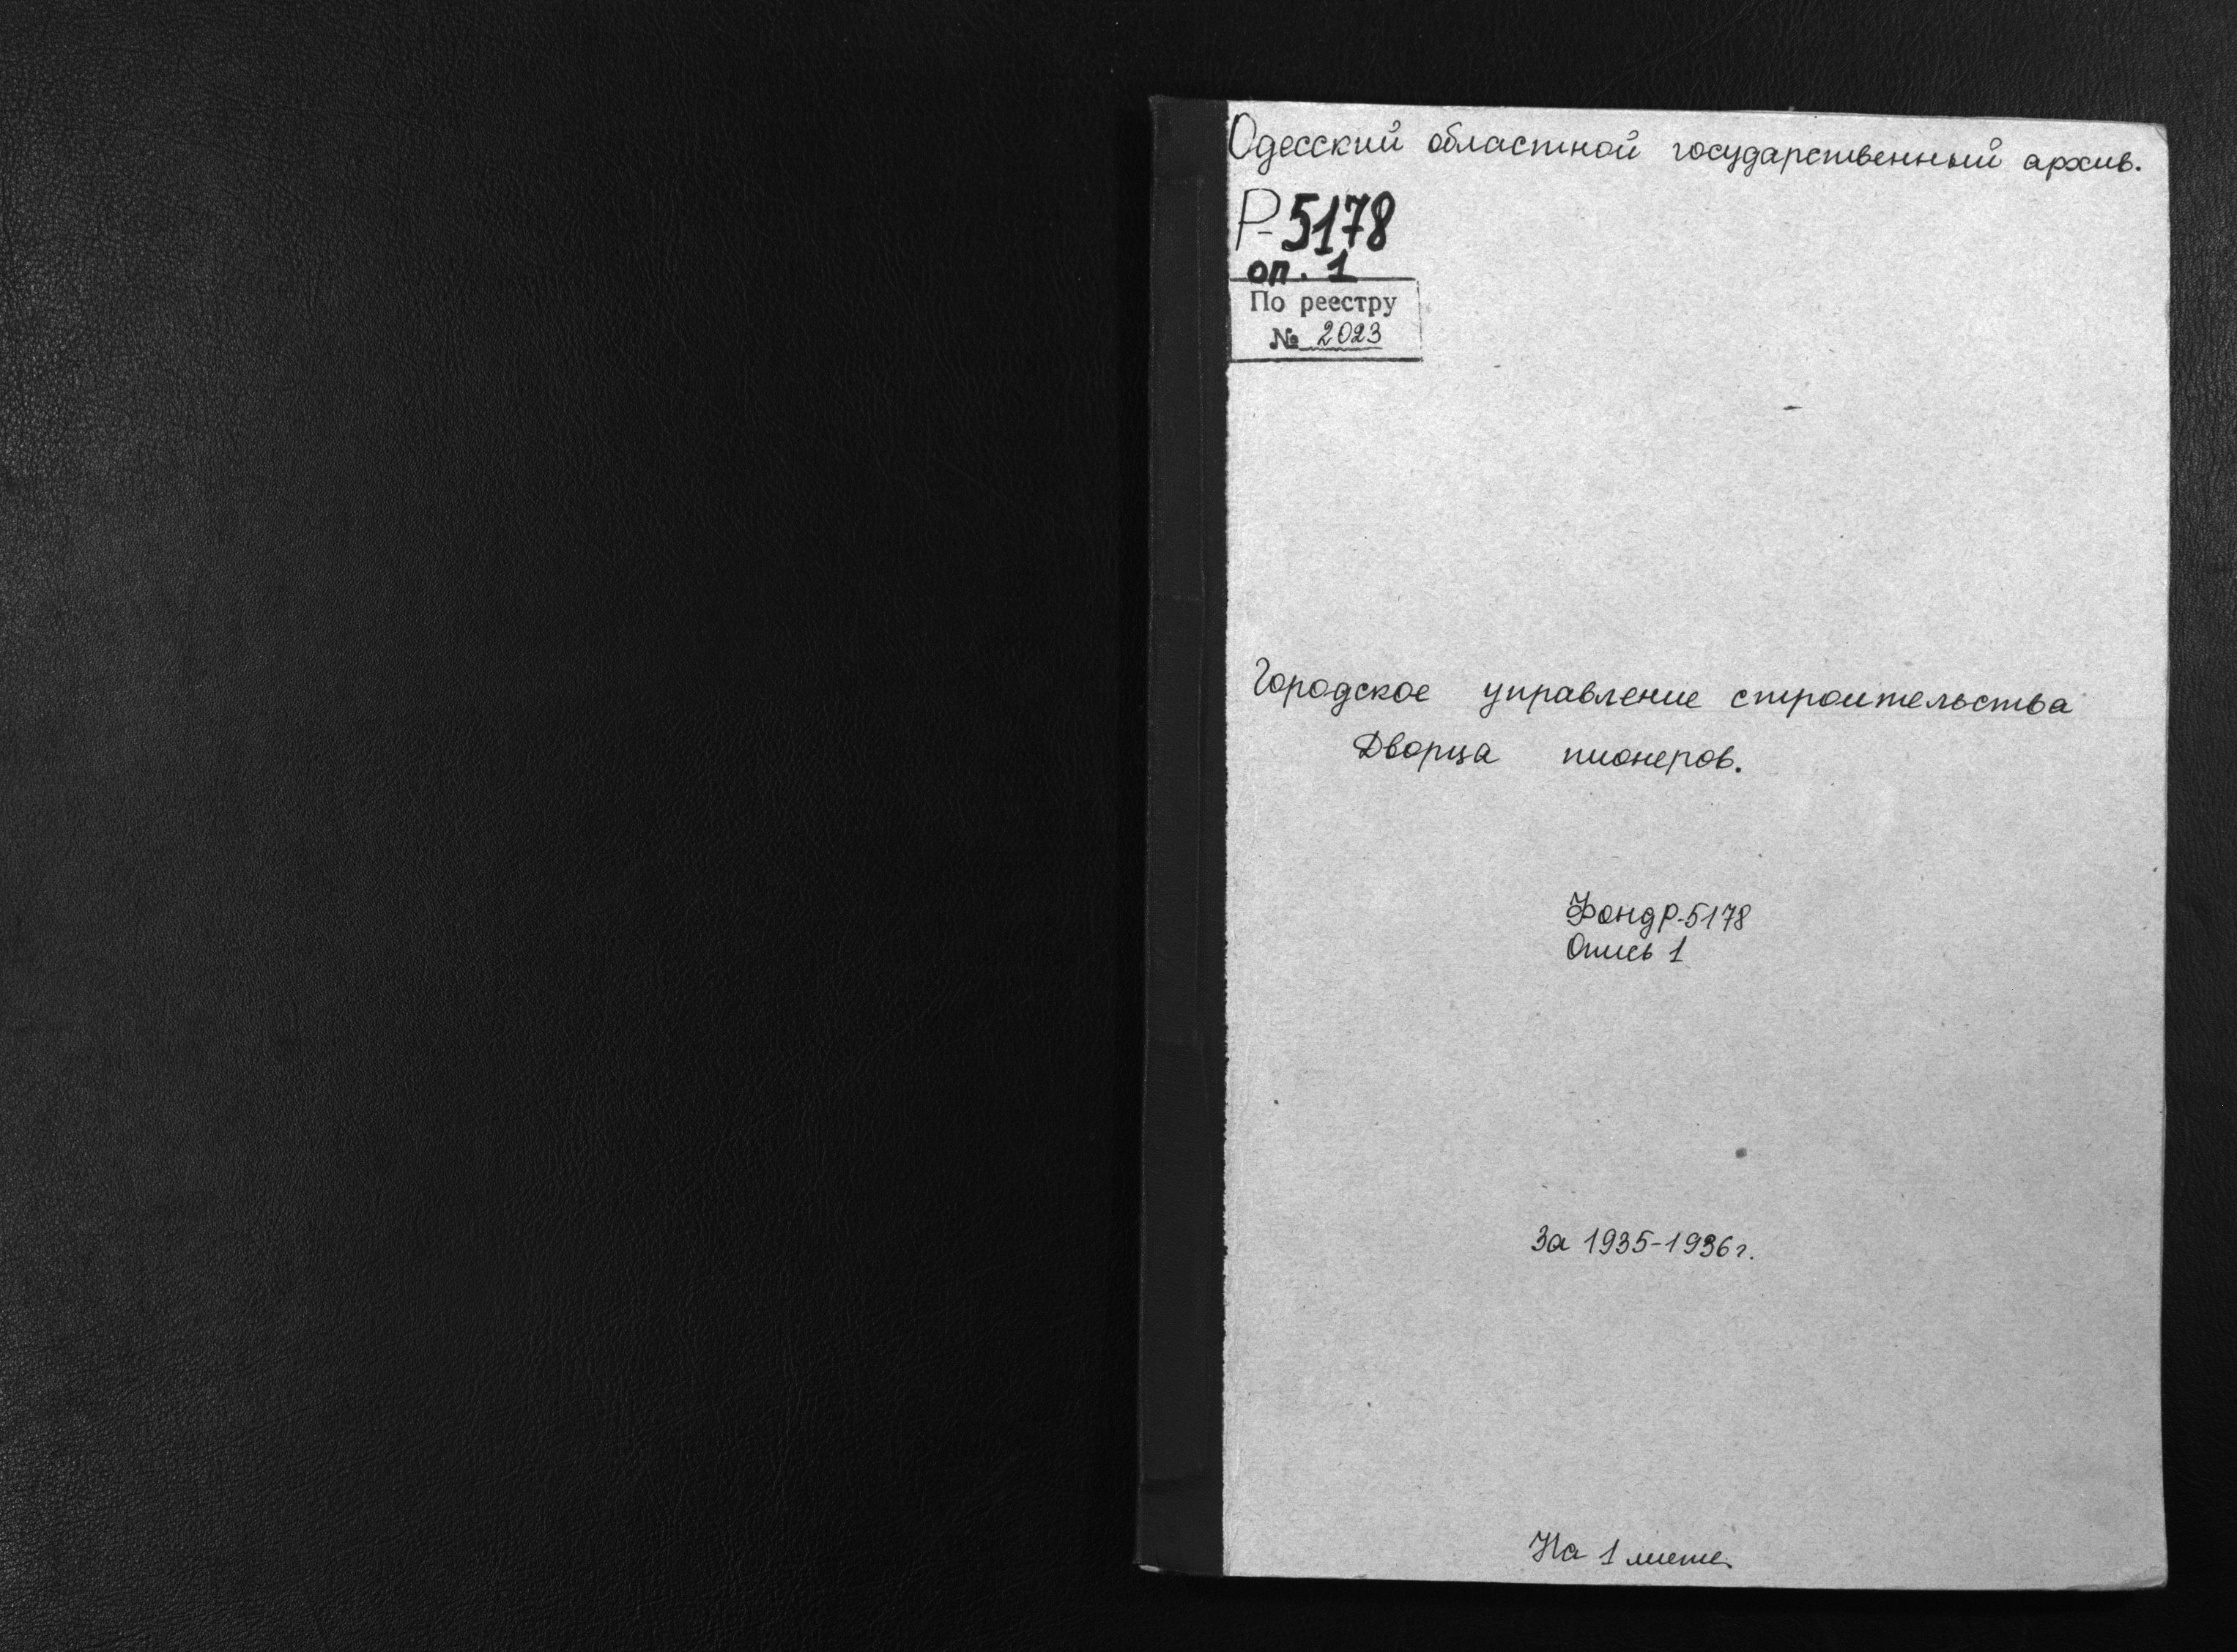 Одесский областной государственный архив.
Р-5178
оп. 1
По реестру
№ 2023
Городское управление строительства
Дворца пионеров.
Фонд Р-5178
Опись 1
За 1935-1936 г.
На 1 листе